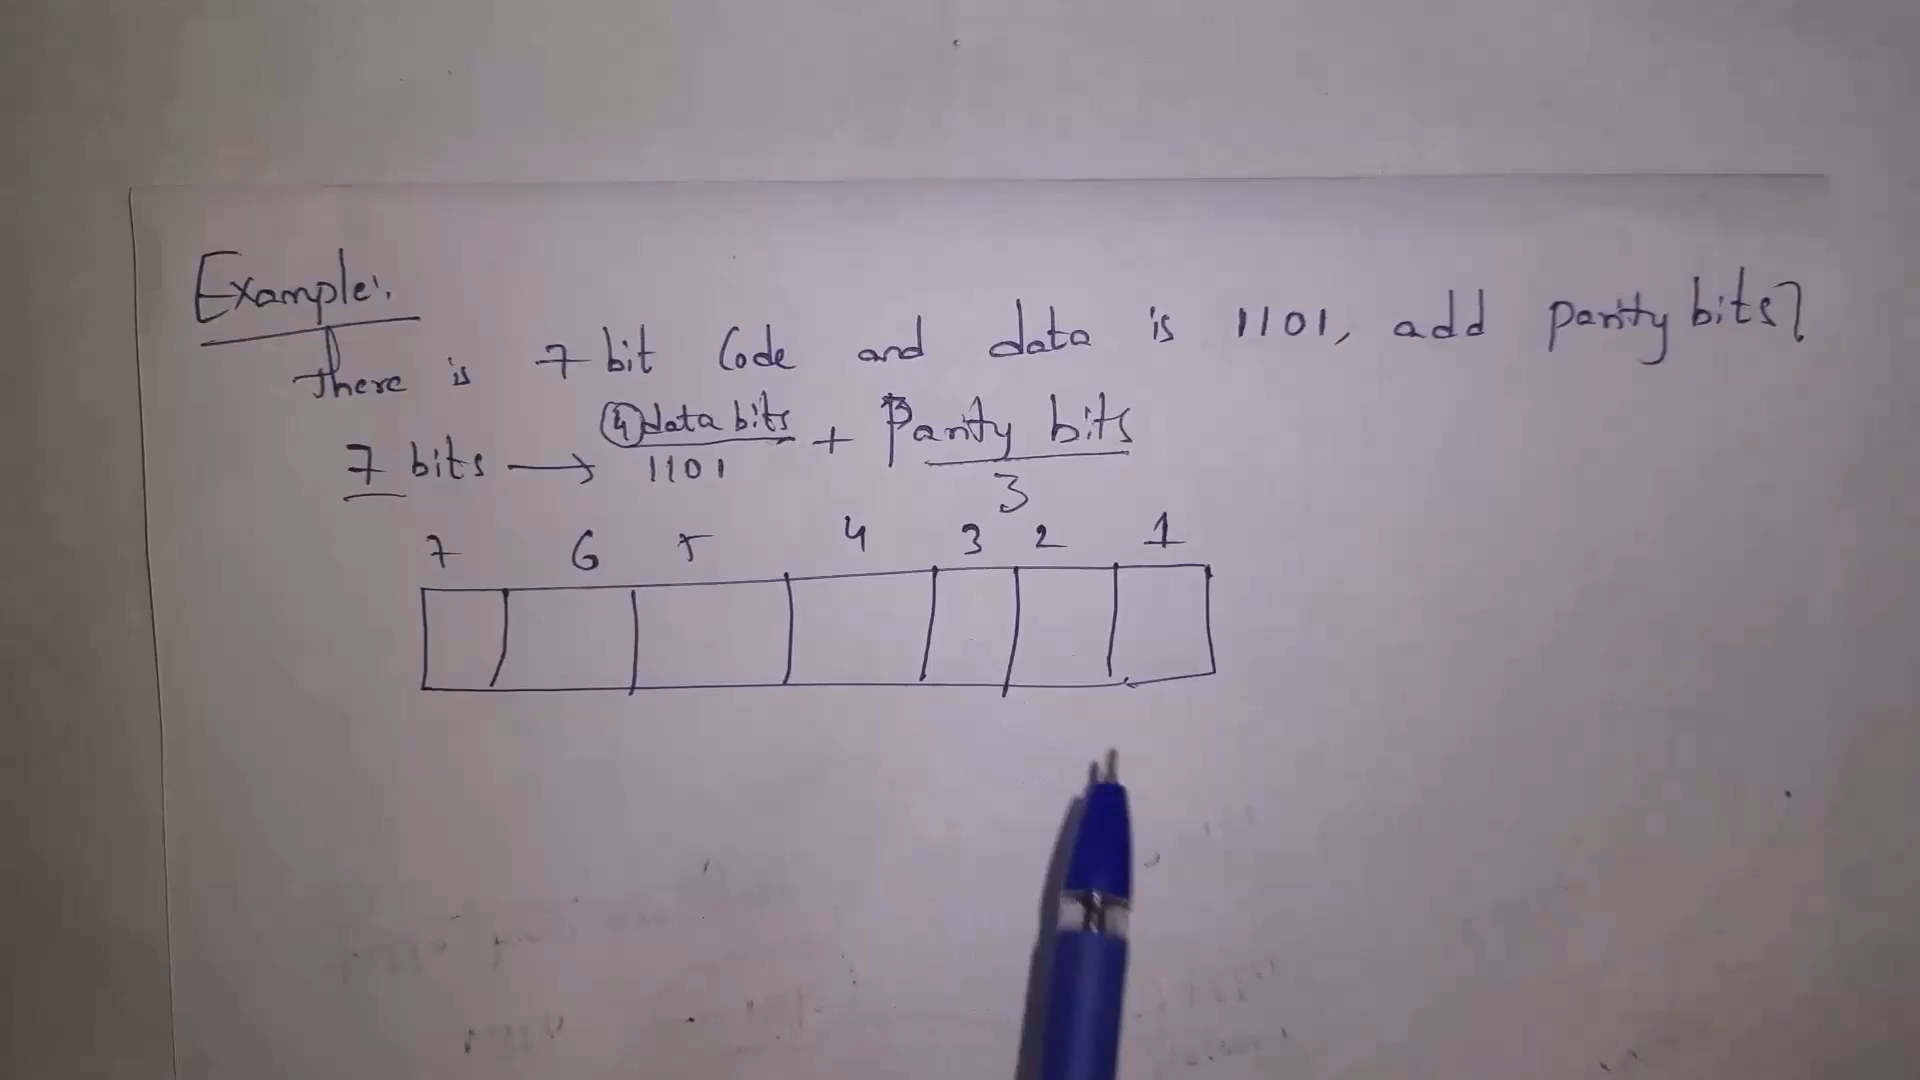 Example:
There is 7 bit Code and data is 1101, add parity bits?
7 bits → 4 data bits + Parity bits
1101 3
7 6 5 4 3 2 1